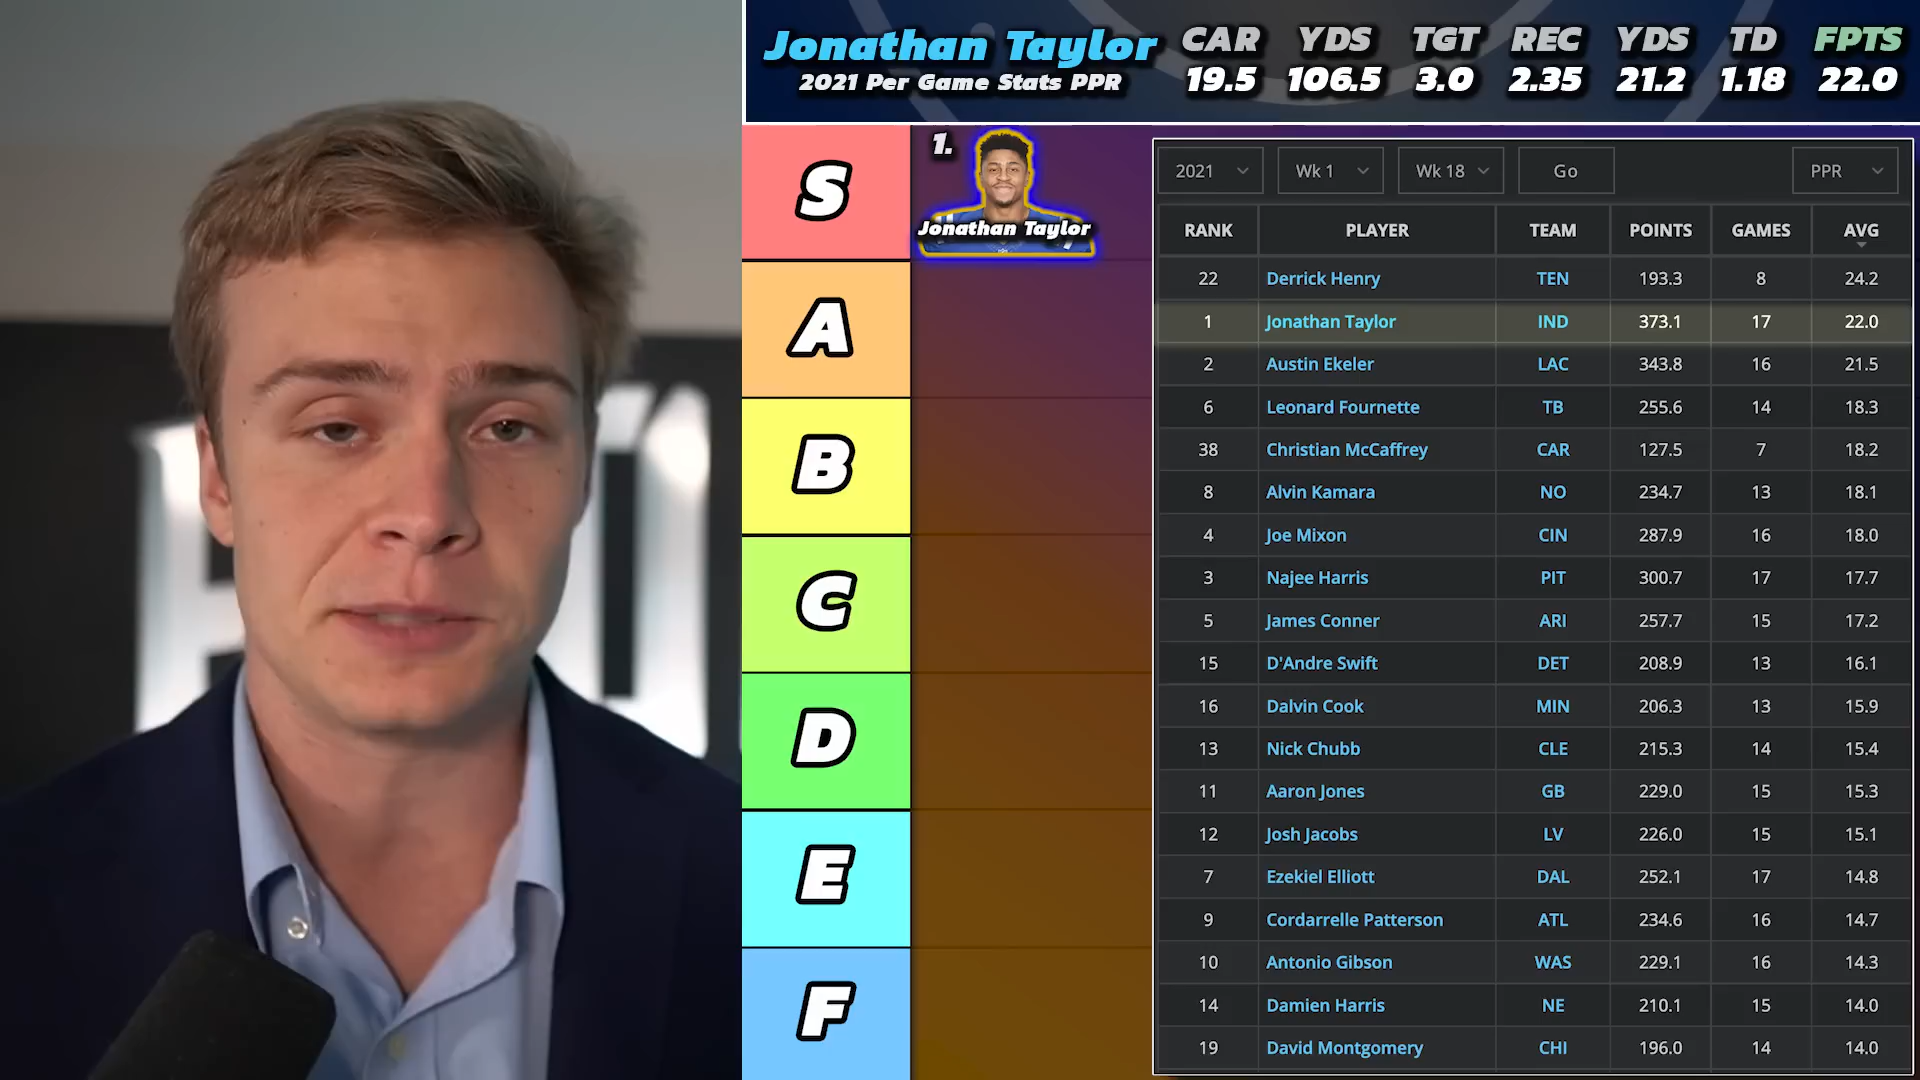 Jonathan Taylor CAR YDS TGT REC YDS TD FPTS
2021 Per Game Stats PPR 19.5 106.5 3.0 2.35 21.2 1.18 22.0
S
1.
Jonathan Taylor
A
B
C
D
E
F
2021 Wk 1 Wk 18 Go PPR
RANK PLAYER TEAM POINTS GAMES AVG
22 Derrick Henry TEN 193.3 8 24.2
1 Jonathan Taylor IND 373.1 17 22.0
2 Austin Ekeler LAC 343.8 16 21.5
6 Leonard Fournette TB 255.6 14 18.3
38 Christian McCaffrey CAR 127.5 7 18.2
8 Alvin Kamara NO 234.7 13 18.1
4 Joe Mixon CIN 287.9 16 18.0
3 Najee Harris PIT 300.7 17 17.7
5 James Conner ARI 257.7 15 17.2
15 D'Andre Swift DET 208.9 13 16.1
16 Dalvin Cook MIN 206.3 13 15.9
13 Nick Chubb CLE 215.3 14 15.4
11 Aaron Jones GB 229.0 15 15.3
12 Josh Jacobs LV 226.0 15 15.1
7 Ezekiel Elliott DAL 252.1 17 14.8
9 Cordarrelle Patterson ATL 234.6 16 14.7
10 Antonio Gibson WAS 229.1 16 14.3
14 Damien Harris NE 210.1 15 14.0
19 David Montgomery CHI 196.0 14 14.0